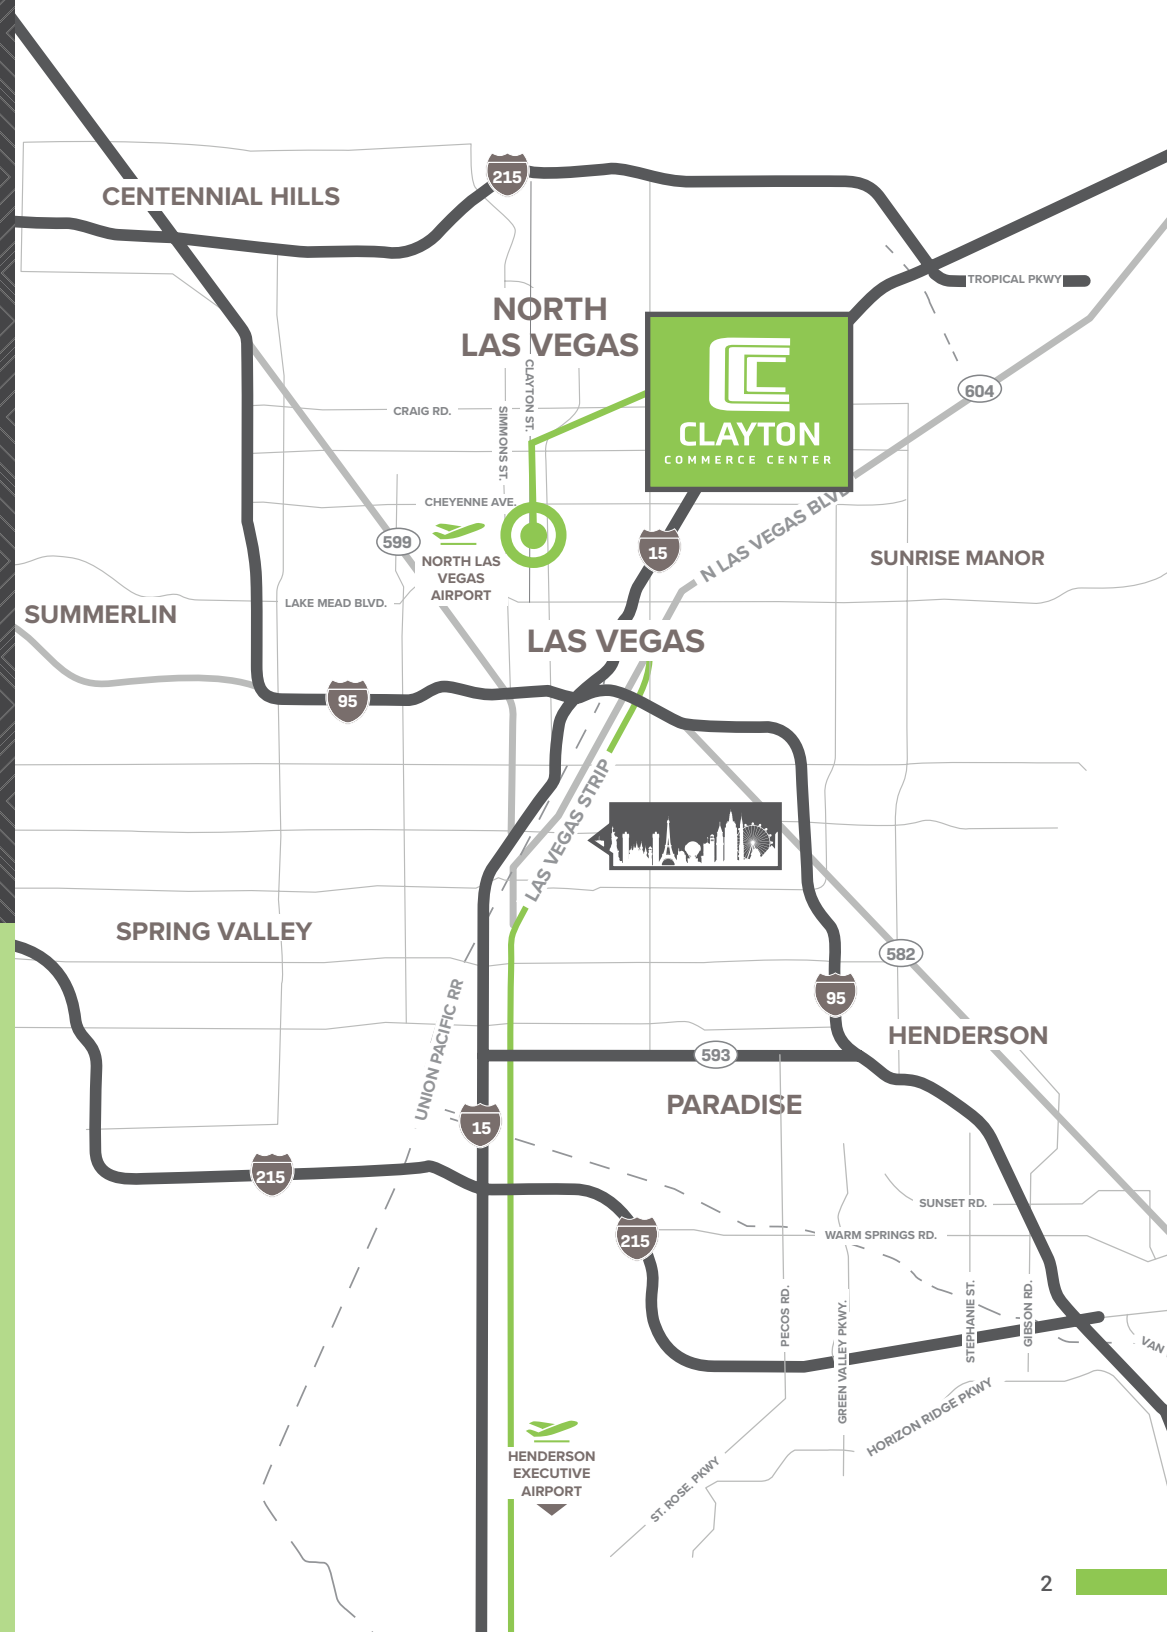 215
CENTENNIAL HILLS
TROPICAL PKWY
NORTH
LAS VEGAS
CLAYTON
COMMERCE CENTER
604
CLAYTON ST.
SIMMONS ST.
CRAIG RD.
CHEYENNE AVE.
N LAS VEGAS BLVD
599
15
NORTH LAS
VEGAS
AIRPORT
SUNRISE MANOR
LAKE MEAD BLVD.
SUMMERLIN
LAS VEGAS
95
LAS VEGAS STRIP
SPRING VALLEY
582
UNION PACIFIC RR
95
HENDERSON
593
PARADISE
15
215
SUNSET RD.
WARM SPRINGS RD.
215
PECOS RD.
GREEN VALLEY PKWY.
STEPHANIE ST.
GIBSON RD.
VAN
HORIZON RIDGE PKWY
HENDERSON
EXECUTIVE
AIRPORT
ST. ROSE. PKWY
2